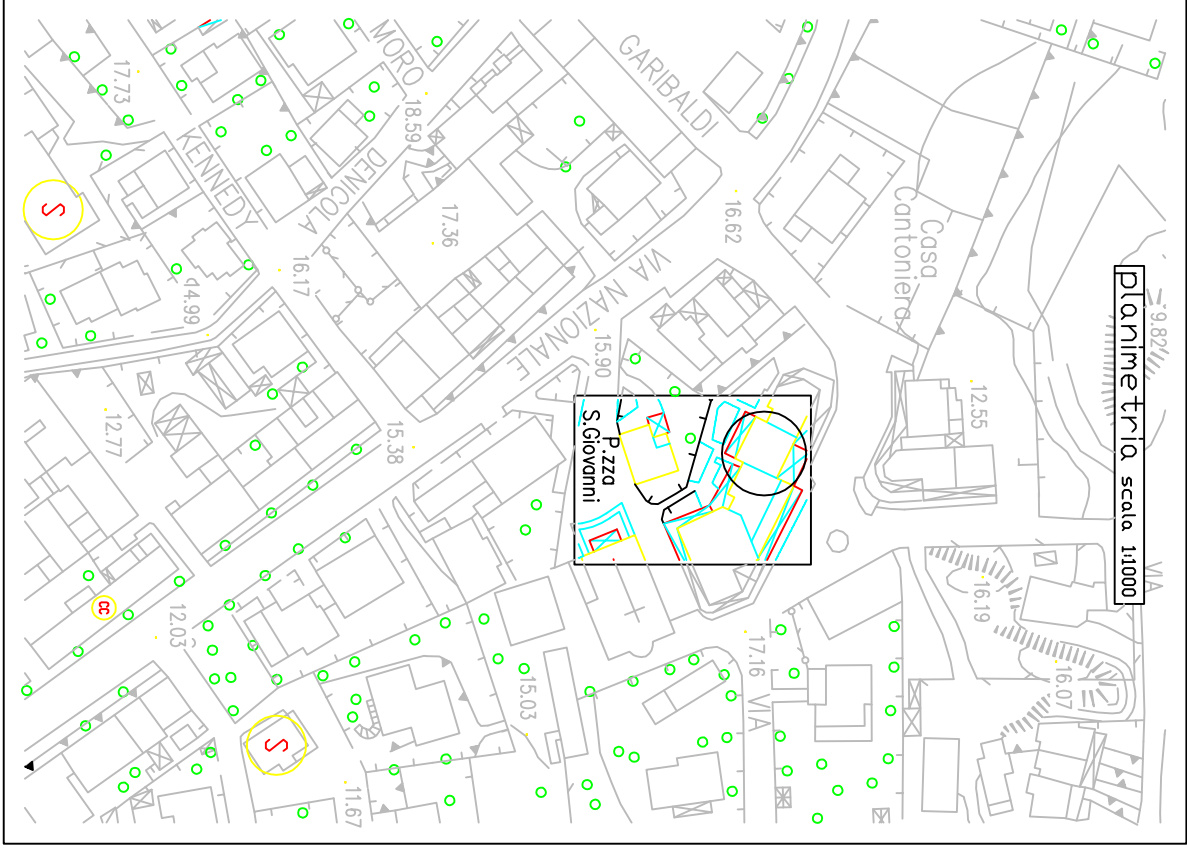 planimetria scala 1:1000
9.82
VIA
GARIBALDI
MORO
18.59
17.73
KENNEDY
DENICOLA
17.36
16.62
Casa
Cantoniera
VIA NAZIONALE
16.17
14.99
15.90
12.55
P.zza
S.Giovanni
12.77
15.38
S
CC
12.03
16.19
16.07
17.16
VIA
15.03
S
11.67